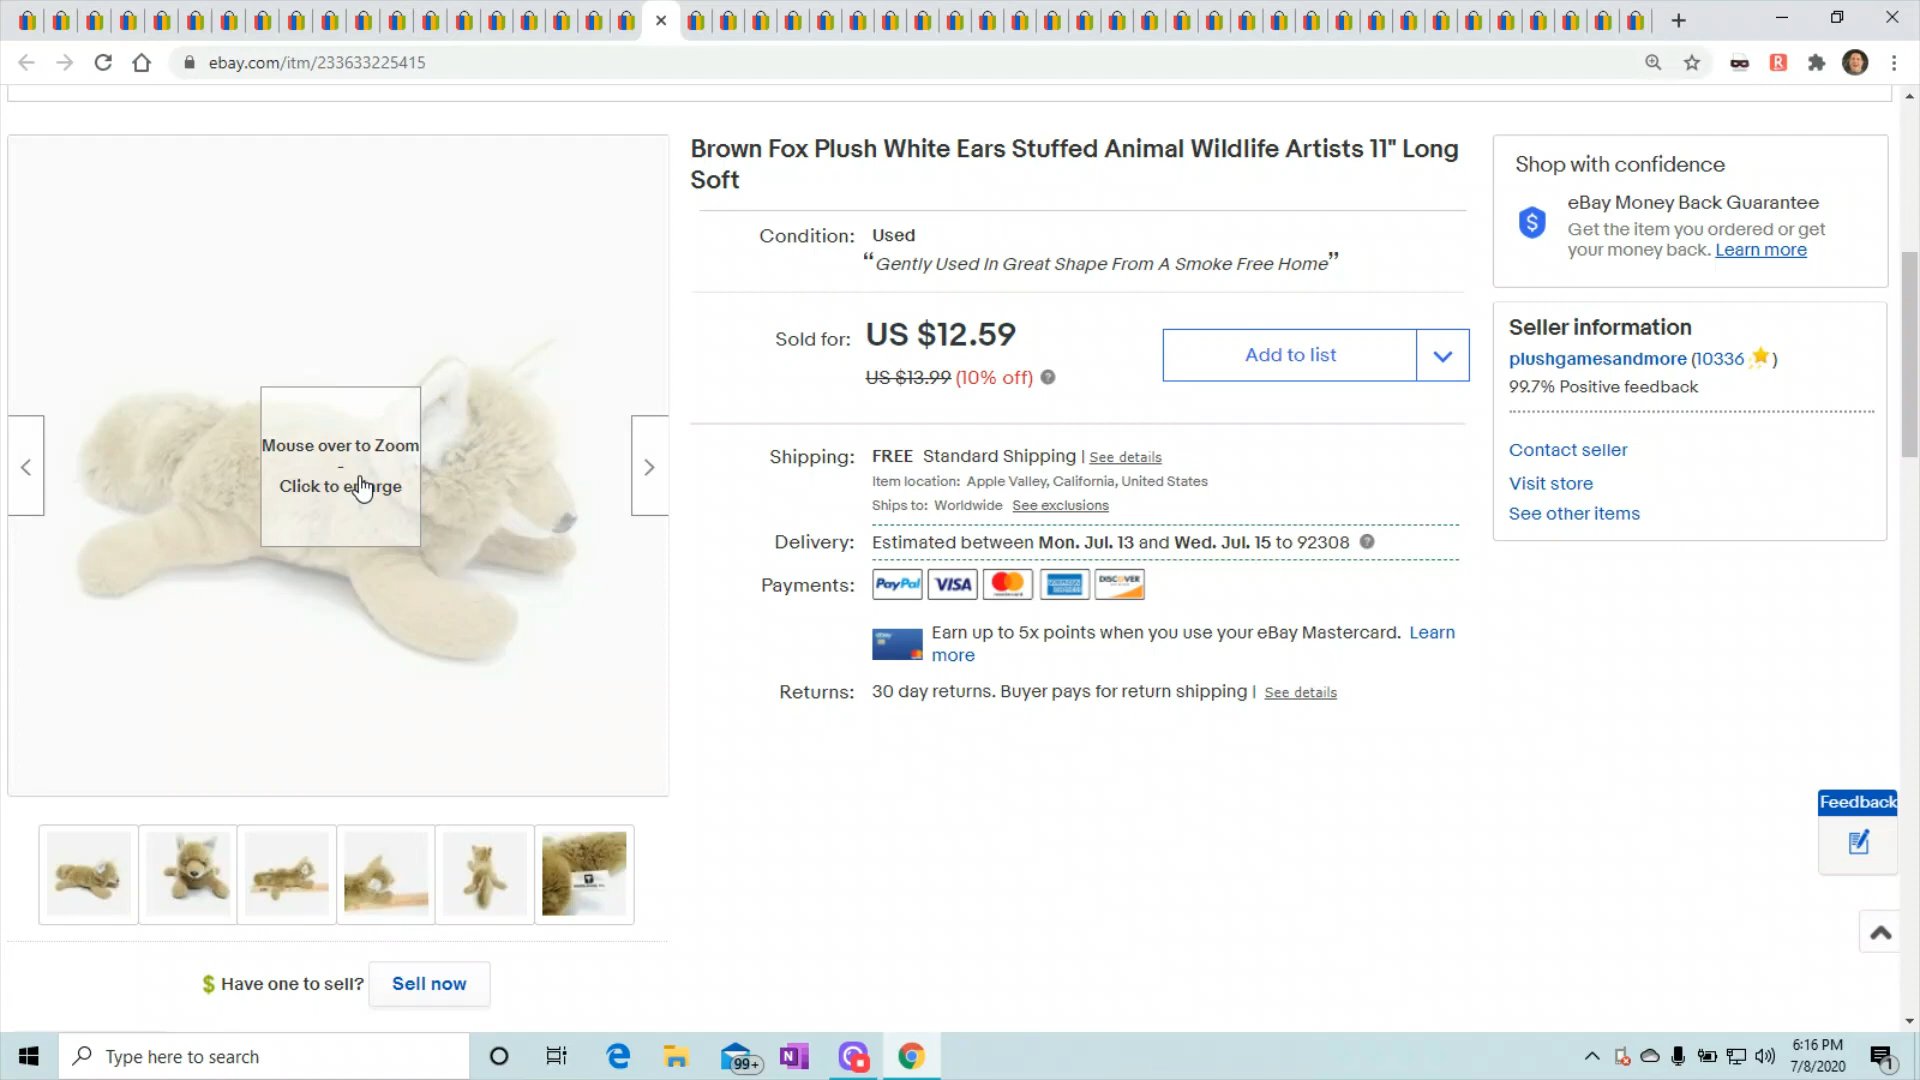 ebay.com/itm/233633225415
Brown Fox Plush White Ears Stuffed Animal Wildlife Artists 11" Long
Soft
Condition: Used
“Gently Used In Great Shape From A Smoke Free Home”
Sold for: US $12.59
US $13.99 (10% off)
Add to list
Shipping: FREE Standard Shipping | See details
Item location: Apple Valley, California, United States
Ships to: Worldwide See exclusions
Delivery: Estimated between Mon. Jul. 13 and Wed. Jul. 15 to 92308
Payments: PayPal VISA
DISCOVER
Earn up to 5x points when you use your eBay Mastercard. Learn
more
Returns: 30 day returns. Buyer pays for return shipping | See details
Shop with confidence
eBay Money Back Guarantee
Get the item you ordered or get
your money back. Learn more
Seller information
plushgamesandmore (10336)
99.7% Positive feedback
Contact seller
Visit store
See other items
Mouse over to Zoom
-
Click to enlarge
Feedback
$ Have one to sell? Sell now
Type here to search
99+
N
6:16 PM
7/8/2020
1